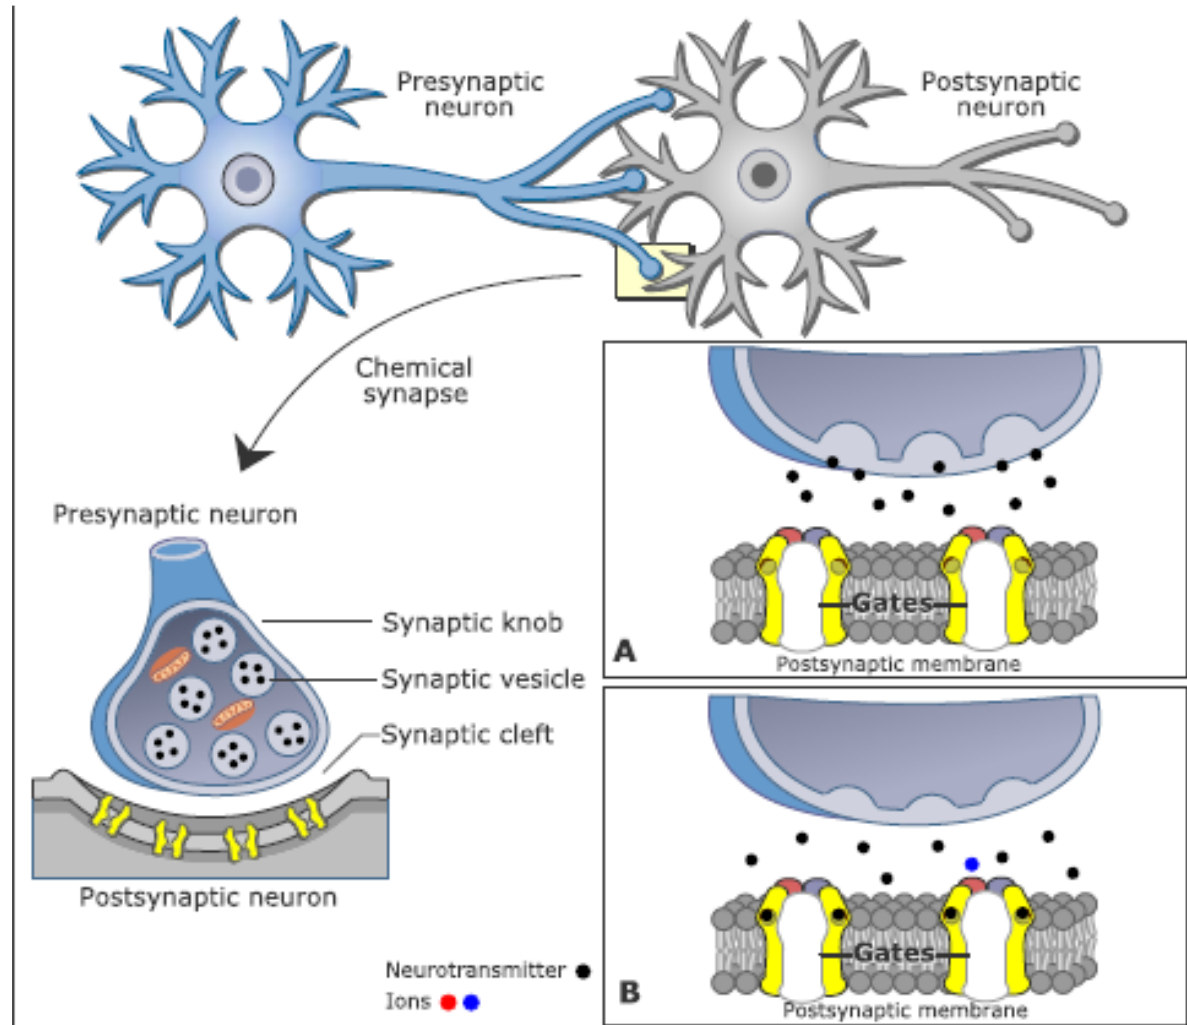 Presynaptic
neuron
Postsynaptic
neuron
Chemical
synapse
Presynaptic neuron
Synaptic knob
Synaptic vesicle
Synaptic cleft
Postsynaptic neuron
Neurotransmitter
Ions
Gates
A
Postsynaptic membrane
Gates
B
Postsynaptic membrane